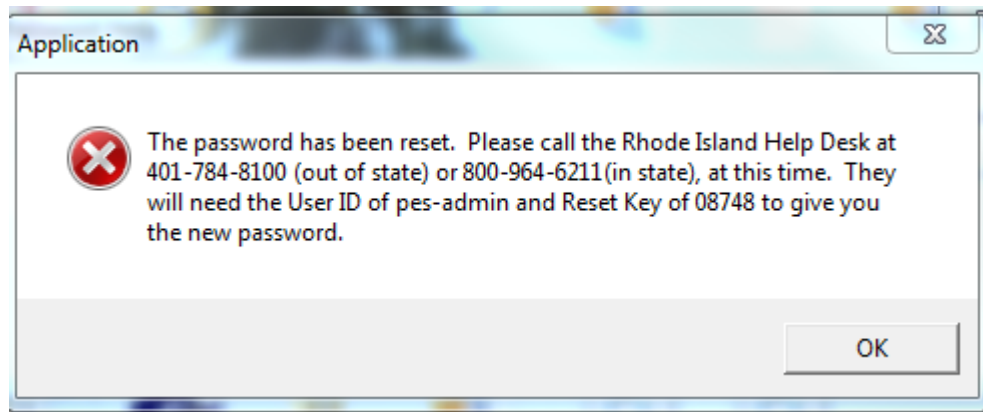 Application
The password has been reset.  Please call the Rhode Island Help Desk at
401-784-8100 (out of state) or 800-964-6211(in state), at this time.  They
will need the User ID of pes-admin and Reset Key of 08748 to give you
the new password.
OK